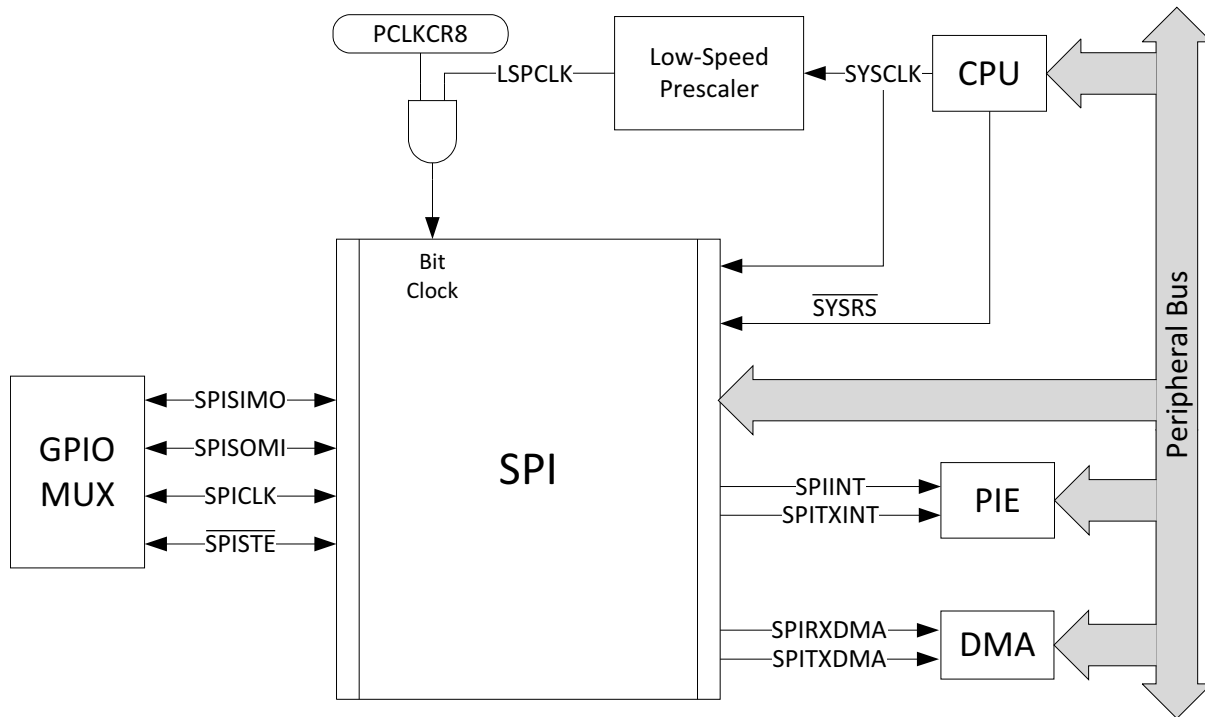 PCLKCR8
LSPCLK
Low-Speed
Prescaler
SYSCLK
CPU
Bit
Clock
SYSRS
Peripheral Bus
GPIO
MUX
SPISIMO
SPISOMI
SPICLK
SPISTE
SPI
SPIINT
SPITXINT
PIE
SPIRXDMA
SPITXDMA
DMA